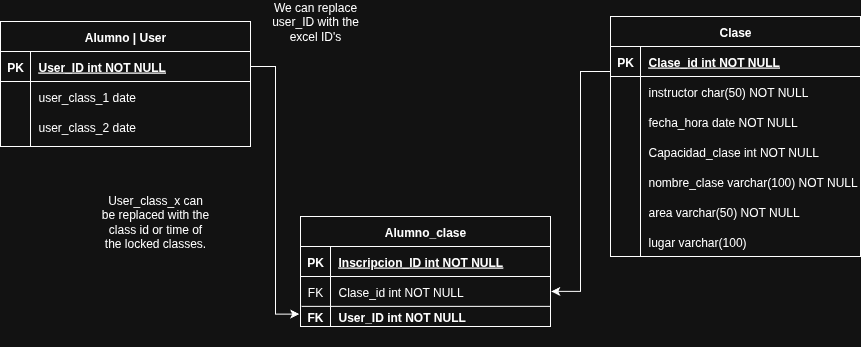 We can replace
user_ID with the
excel ID's
Alumno | User
PK User_ID int NOT NULL
user_class_1 date
user_class_2 date
Clase
PK Clase_id int NOT NULL
instructor char(50) NOT NULL
fecha_hora date NOT NULL
Capacidad_clase int NOT NULL
nombre_clase varchar(100) NOT NULL
area varchar(50) NOT NULL
lugar varchar(100)
User_class_x can
be replaced with the
class id or time of
the locked classes.
Alumno_clase
PK Inscripcion_ID int NOT NULL
FK Clase_id int NOT NULL
FK User_ID int NOT NULL